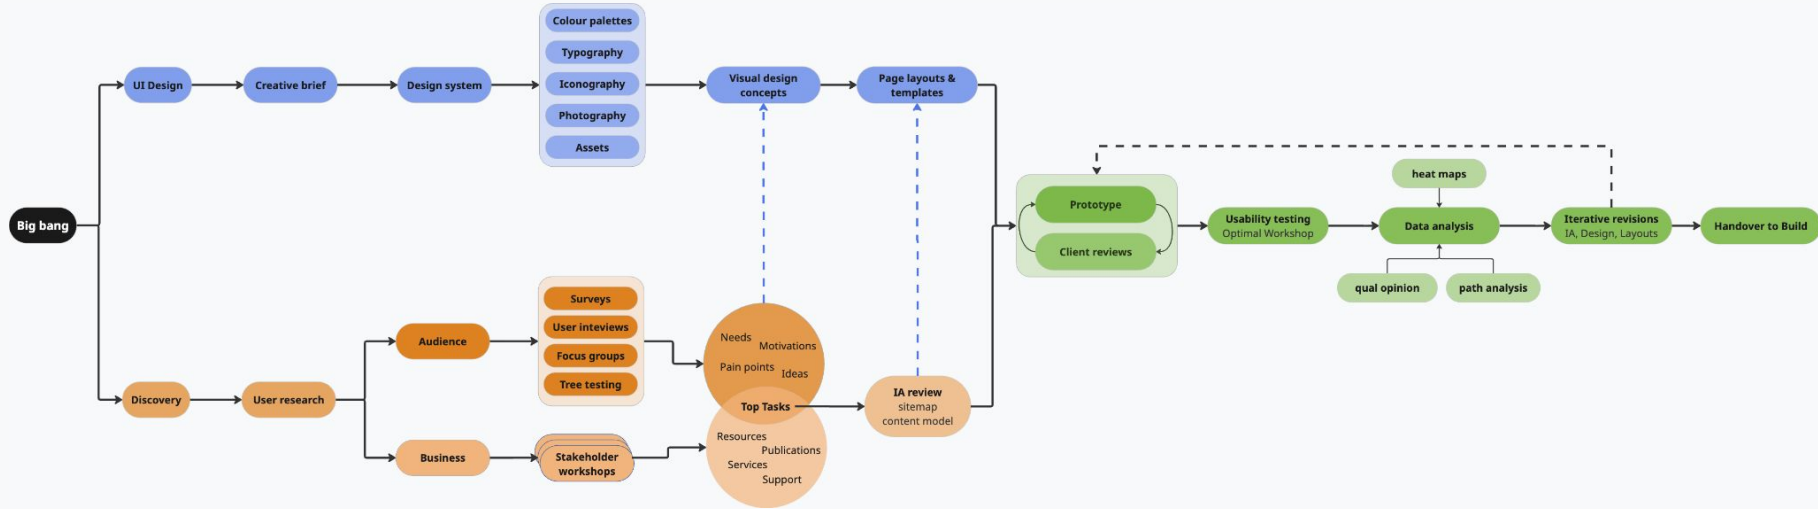 Big bang
UI Design
Creative brief
Design system
Colour palettes
Typography
Iconography
Photography
Assets
Visual design
concepts
Page layouts &
templates
Discovery
User research
Audience
Surveys
User inteviews
Focus groups
Tree testing
Business
Stakeholder
workshops
Needs
Motivations
Pain points
Ideas
Top Tasks
Resources
Publications
Services
Support
IA review
sitemap
content model
Prototype
Client reviews
Usability testing
Optimal Workshop
heat maps
Data analysis
qual opinion
path analysis
Iterative revisions
IA, Design, Layouts
Handover to Build